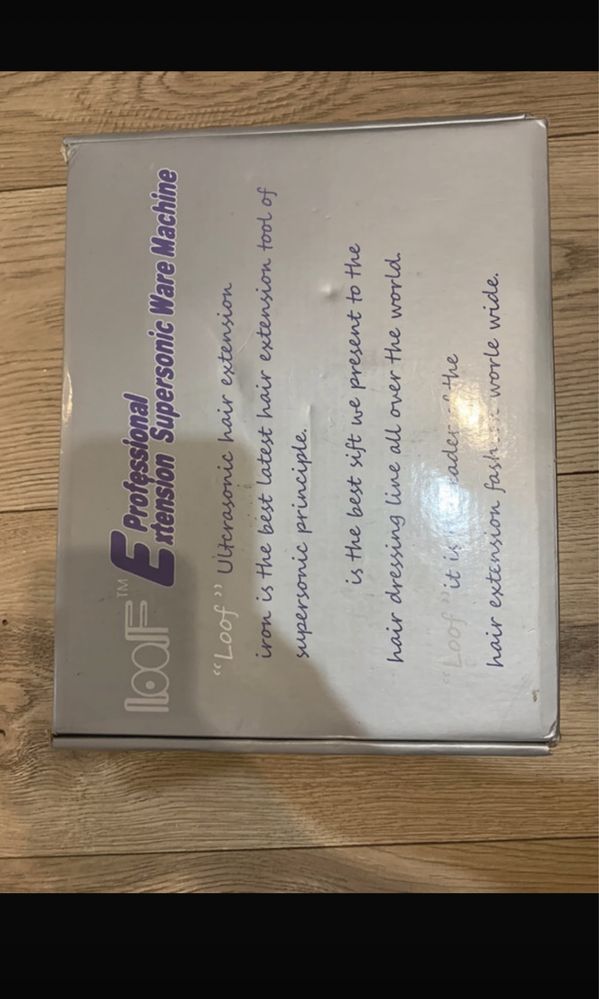 loof™
Professional
Extension Supersonic Ware Machine
"Loof" Ultrasonic hair extension
iron is the best latest hair extension tool of
supersonic principle.
is the best sift we present to the
hair dressing line all over the world.
"Loof" it is the
hair extension worle wide.